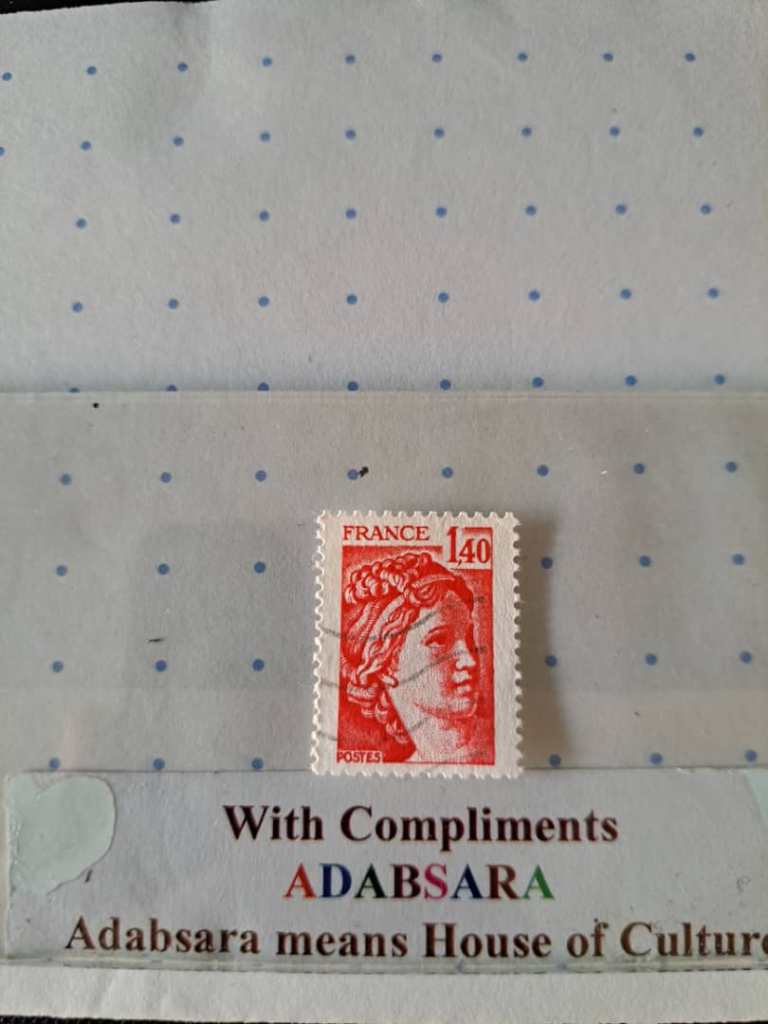 FRANCE
1,40
POSTES
With Compliments
ADABSARA
Adabsara means House of Culture